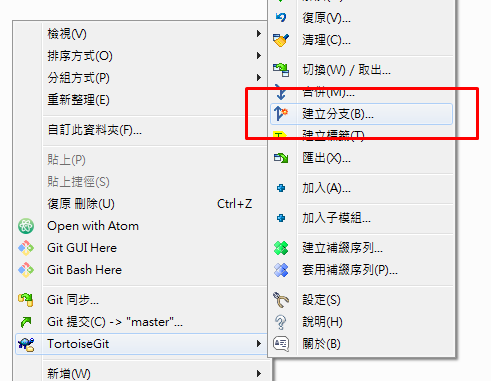 檢視(V)
排序方式(O)
分組方式(P)
重新整理(E)
自訂此資料夾(F)...
貼上(P)
貼上捷徑(S)
復原 刪除(U) Ctrl+Z
Open with Atom
Git GUI Here
Git Bash Here
Git 同步...
Git 提交(C) -> "master"...
TortoiseGit
新增(W)
復原(V)...
清理(C)...
切換(W) / 取出...
合併(M)...
建立分支(B)...
建立標籤(T)
匯出(X)...
加入(A)...
加入子模組...
建立補綴序列...
套用補綴序列(P)...
設定(S)
說明(H)
關於(B)